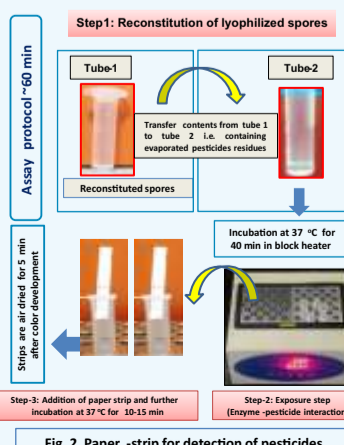 Step1: Reconstitution of lyophilized spores
Assay protocol ~60 min
Tube-1
Tube-2
Transfer contents from tube 1
to tube 2 i.e. containing
evaporated pesticides residues
Reconstituted spores
Incubation at 37 °C for
40 min in block heater
Strips are air dried for 5 min
after color development
Step-3: Addition of paper strip and further
incubation at 37 °C for 10-15 min
Step-2: Exposure step
(Enzyme -pesticide interaction
Fig. 2 Paper -strip for detection of pesticides